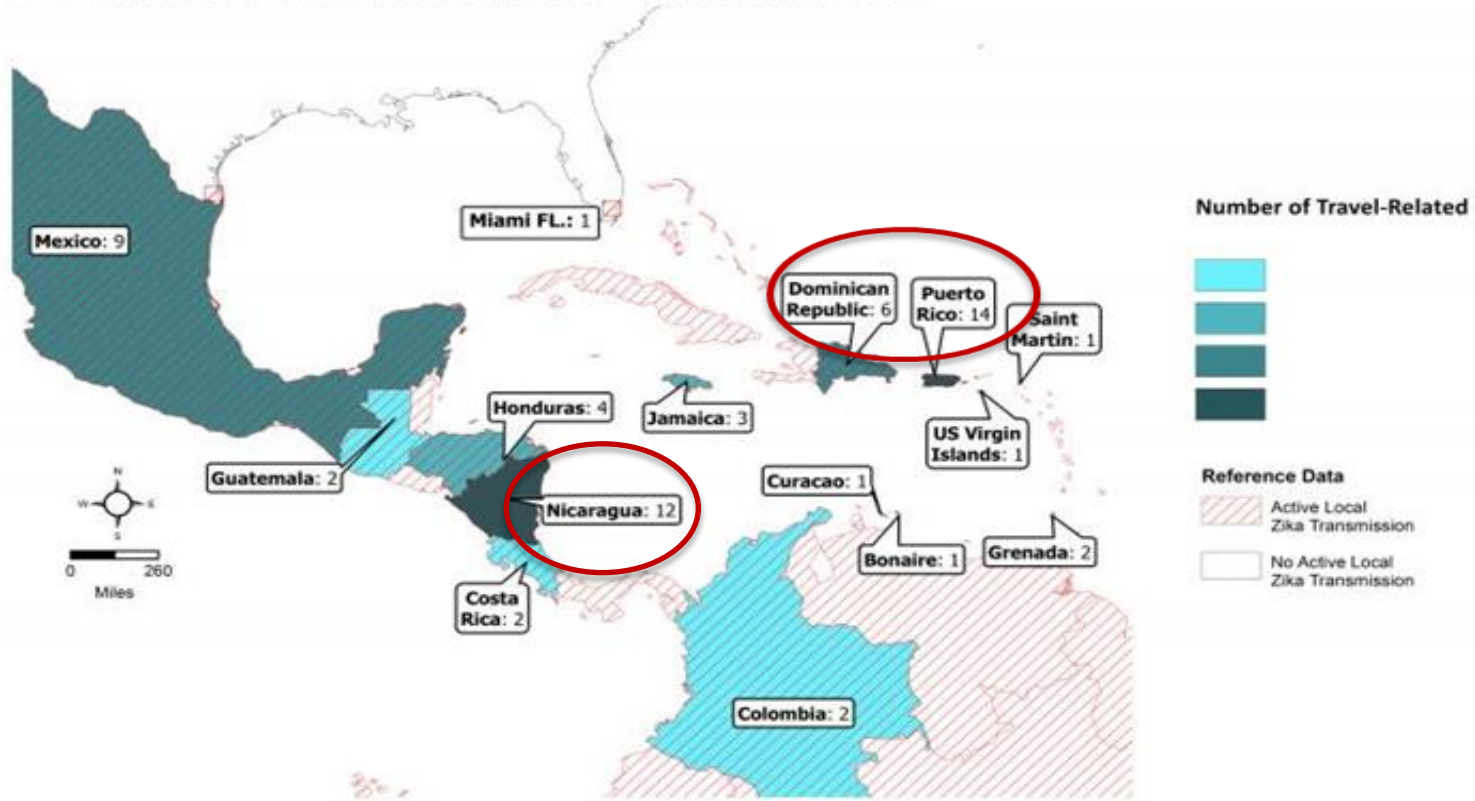 Mexico: 9
Miami FL.: 1
Dominican
Republic: 6
Puerto
Rico: 14
Saint
Martin: 1
Number of Travel-Related
Honduras: 4
Jamaica: 3
US Virgin
Islands: 1
Guatemala: 2
Nicaragua: 12
Curacao: 1
Bonaire: 1
Grenada: 2
Costa
Rica: 2
Colombia: 2
N
W
E
S
0 260
Miles
Reference Data
Active Local
Zika Transmission
No Active Local
Zika Transmission